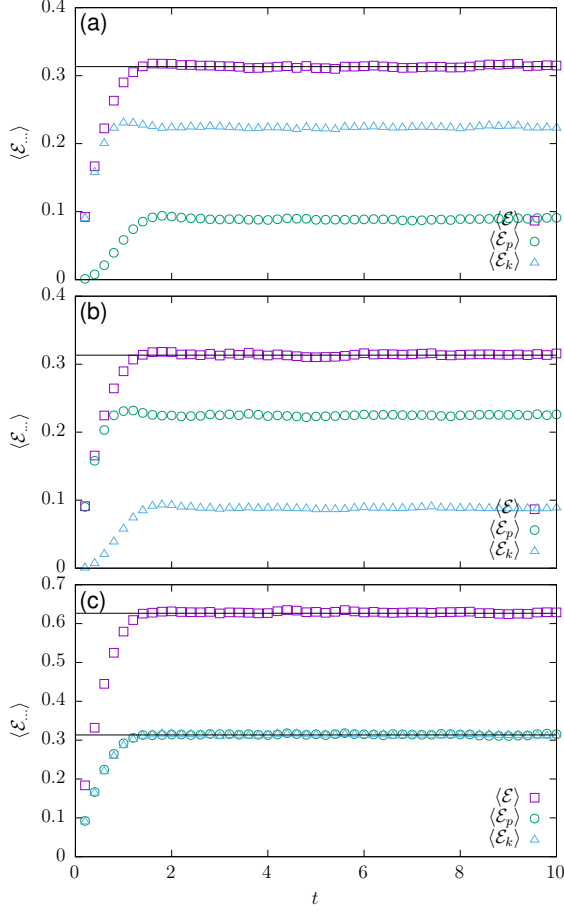 0.4
(a)
0.3
⟨ℰ...⟩
0.2
0.1
⟨ℰ⟩
⟨ℰₚ⟩
⟨ℰₖ⟩
0
0.4
(b)
0.3
⟨ℰ...⟩
0.2
0.1
⟨ℰ⟩
⟨ℰₚ⟩
⟨ℰₖ⟩
0
0.7
(c)
0.6
0.5
⟨ℰ...⟩
0.4
0.3
0.2
0.1
⟨ℰ⟩
⟨ℰₚ⟩
⟨ℰₖ⟩
0
0 2 4 6 8 10
t